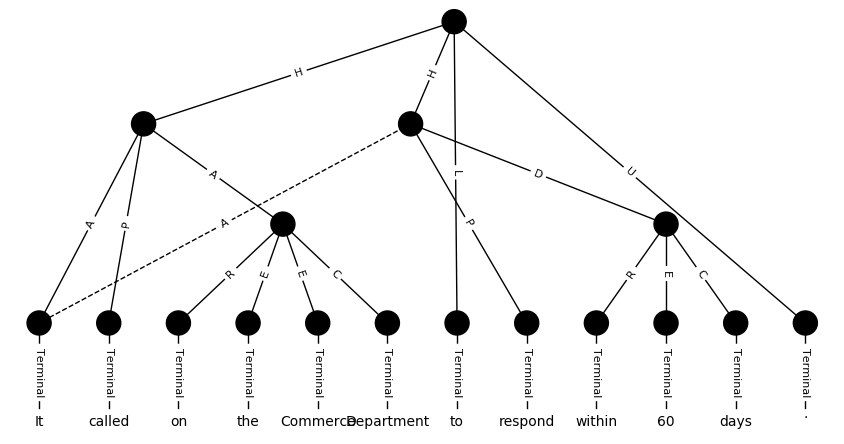 H H
A L U
A D
A P A P
R E E C R E C
Terminal Terminal Terminal Terminal Terminal Terminal Terminal Terminal Terminal Terminal Terminal Terminal
It called on the Commerce Department to respond within 60 days .